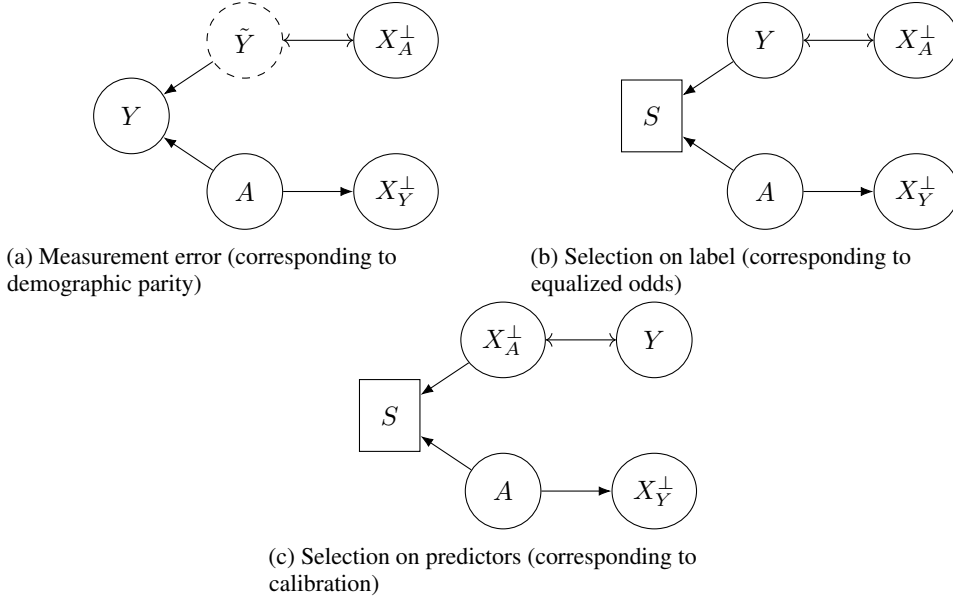 Ỹ X_A^⊥
Y
A X_Y^⊥
(a) Measurement error (corresponding to
demographic parity)
Y X_A^⊥
S
A X_Y^⊥
(b) Selection on label (corresponding to
equalized odds)
X_A^⊥ Y
S
A X_Y^⊥
(c) Selection on predictors (corresponding to
calibration)